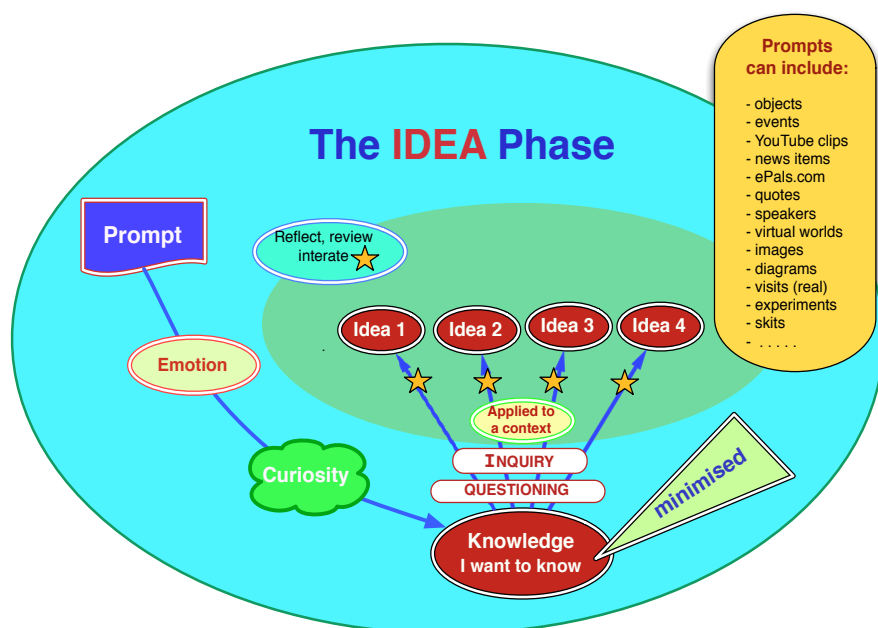 The IDEA Phase
Prompts
can include:
- objects
- events
- YouTube clips
- news items
- ePals.com
- quotes
- speakers
- virtual worlds
- images
- diagrams
- visits (real)
- experiments
- skits
- . . . . .
Prompt
Reflect, review
interate
Idea 1
Idea 2
Idea 3
Idea 4
Emotion
Applied to
a context
INQUIRY
QUESTIONING
Curiosity
minimised
Knowledge
I want to know